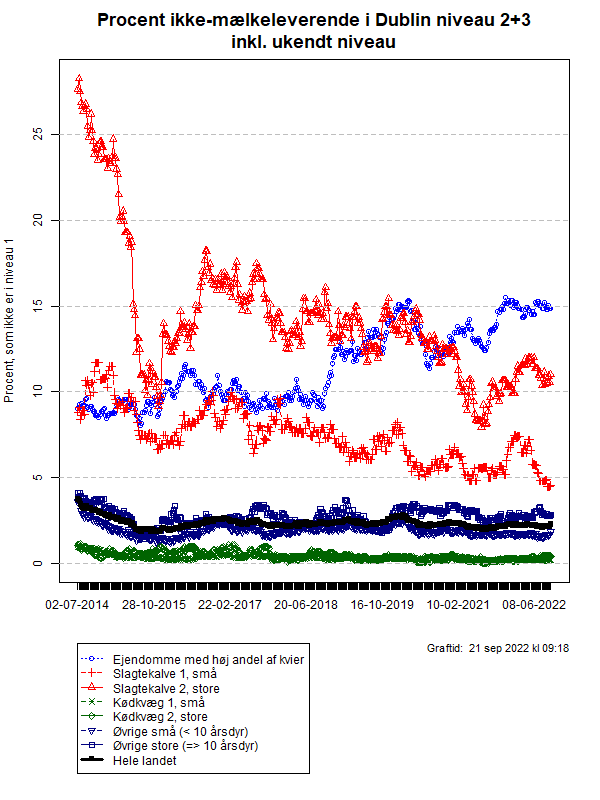 Procent ikke-mælkeleverende i Dublin niveau 2+3
inkl. ukendt niveau
Procent, som ikke er i niveau 1
25
20
15
10
5
0
02-07-2014 28-10-2015 22-02-2017 20-06-2018 16-10-2019 10-02-2021 08-06-2022
Graftid: 21 sep 2022 kl 09:18
Ejendomme med høj andel af kvier
Slagtekalve 1, små
Slagtekalve 2, store
Kødkvæg 1, små
Kødkvæg 2, store
Øvrige små (< 10 årsdyr)
Øvrige store (=> 10 årsdyr)
Hele landet